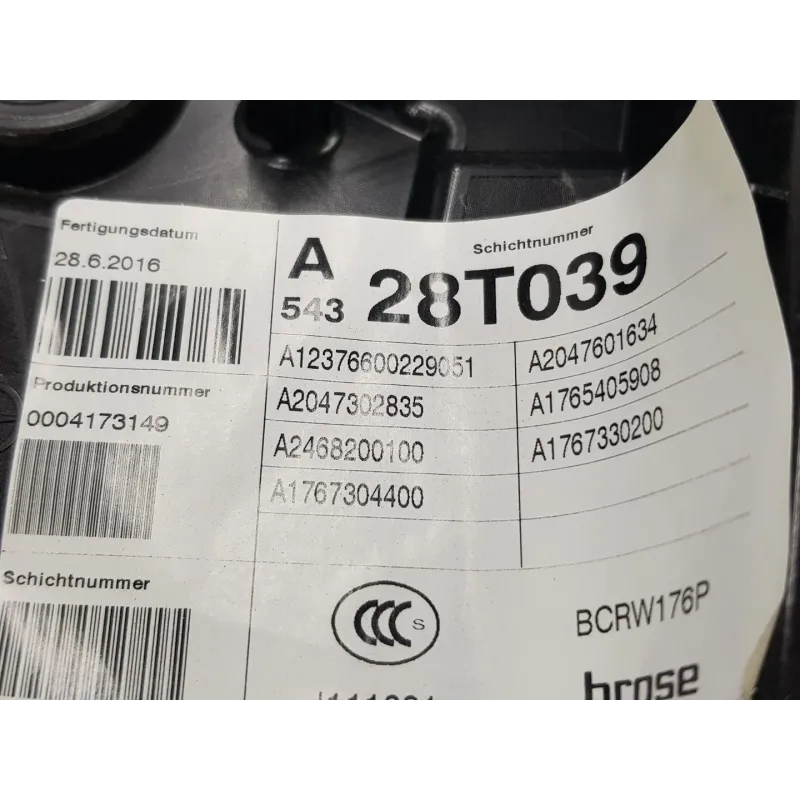 Fertigungsdatum
28.6.2016
A
543
Schichtnummer
28T039
Produktionsnummer
0004173149
Schichtnummer
A12376600229051
A2047302835
A2468200100
A1767304400
A2047601634
A1765405908
A1767330200
CCC S
BCRW176P
brose